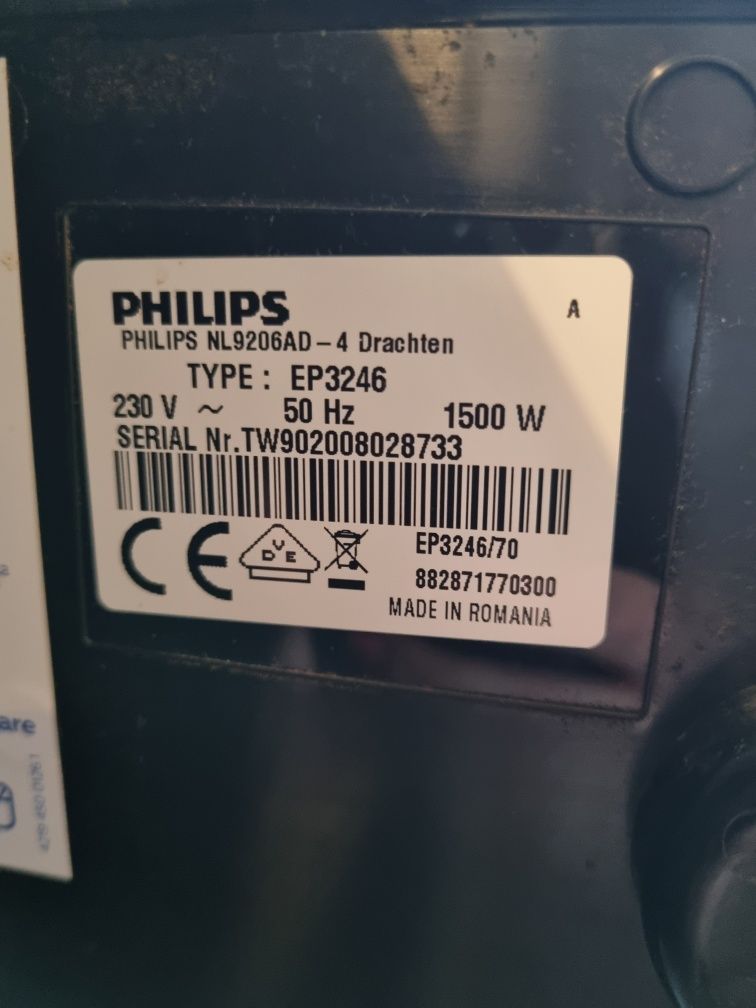 PHILIPS
A
PHILIPS NL9206AD-4 Drachten
TYPE : EP3246
230 V ~ 50 Hz 1500 W
SERIAL Nr.TW902008028733
CE
DVE
EP3246/70
882871770300
MADE IN ROMANIA
are